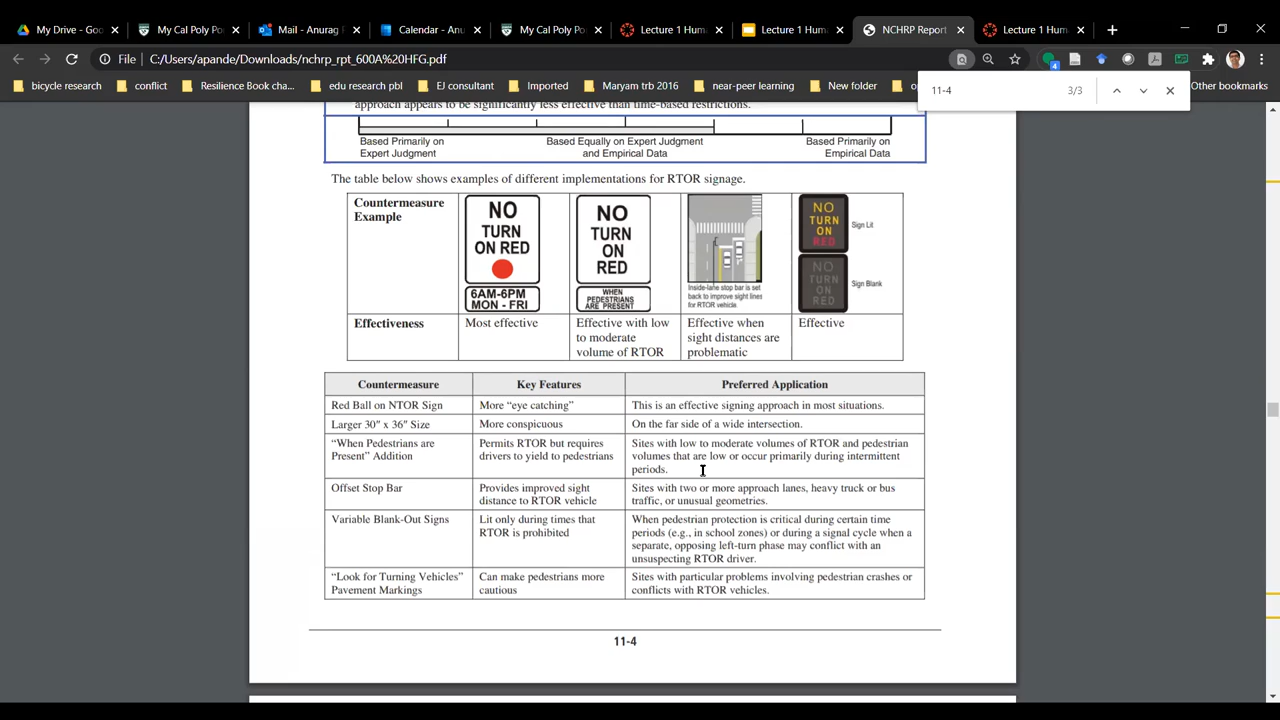 My Drive - Goo
My Cal Poly Po
Mail - Anurag P
Calendar - Anu
My Cal Poly Po
Lecture 1 Hum
Lecture 1 Hum
NCHRP Report
Lecture 1 Hum
File
C:/Users/apande/Downloads/nchrp_rpt_600A%20HFG.pdf
4
bicycle research
conflict
Resilience Book cha...
edu research pbl
EJ consultant
Imported
Maryam trb 2016
near-peer learning
New folder
Other bookmarks
11-4
3/3
approach appears to be significantly less effective than time-based restrictions.
Based Primarily on
Expert Judgment
Based Equally on Expert Judgment
and Empirical Data
Based Primarily on
Empirical Data
The table below shows examples of different implementations for RTOR signage.
Countermeasure
Example
NO
TURN
ON RED
6AM-6PM
MON - FRI
NO
TURN
ON
RED
WHEN
PEDESTRIANS
ARE PRESENT
Inside-lane stop bar is set
back to improve sight lines
for RTOR vehicle.
NO
TURN
ON
RED
Sign Lit
NO
TURN
ON
RED
Sign Blank
Effectiveness
Most effective
Effective with low
to moderate
volume of RTOR
Effective when
sight distances are
problematic
Effective
Countermeasure
Key Features
Preferred Application
Red Ball on NTOR Sign
More “eye catching”
This is an effective signing approach in most situations.
Larger 30″ x 36″ Size
More conspicuous
On the far side of a wide intersection.
“When Pedestrians are
Present” Addition
Permits RTOR but requires
drivers to yield to pedestrians
Sites with low to moderate volumes of RTOR and pedestrian
volumes that are low or occur primarily during intermittent
periods.
Offset Stop Bar
Provides improved sight
distance to RTOR vehicle
Sites with two or more approach lanes, heavy truck or bus
traffic, or unusual geometries.
Variable Blank-Out Signs
Lit only during times that
RTOR is prohibited
When pedestrian protection is critical during certain time
periods (e.g., in school zones) or during a signal cycle when a
separate, opposing left-turn phase may conflict with an
unsuspecting RTOR driver.
“Look for Turning Vehicles”
Pavement Markings
Can make pedestrians more
cautious
Sites with particular problems involving pedestrian crashes or
conflicts with RTOR vehicles.
11-4